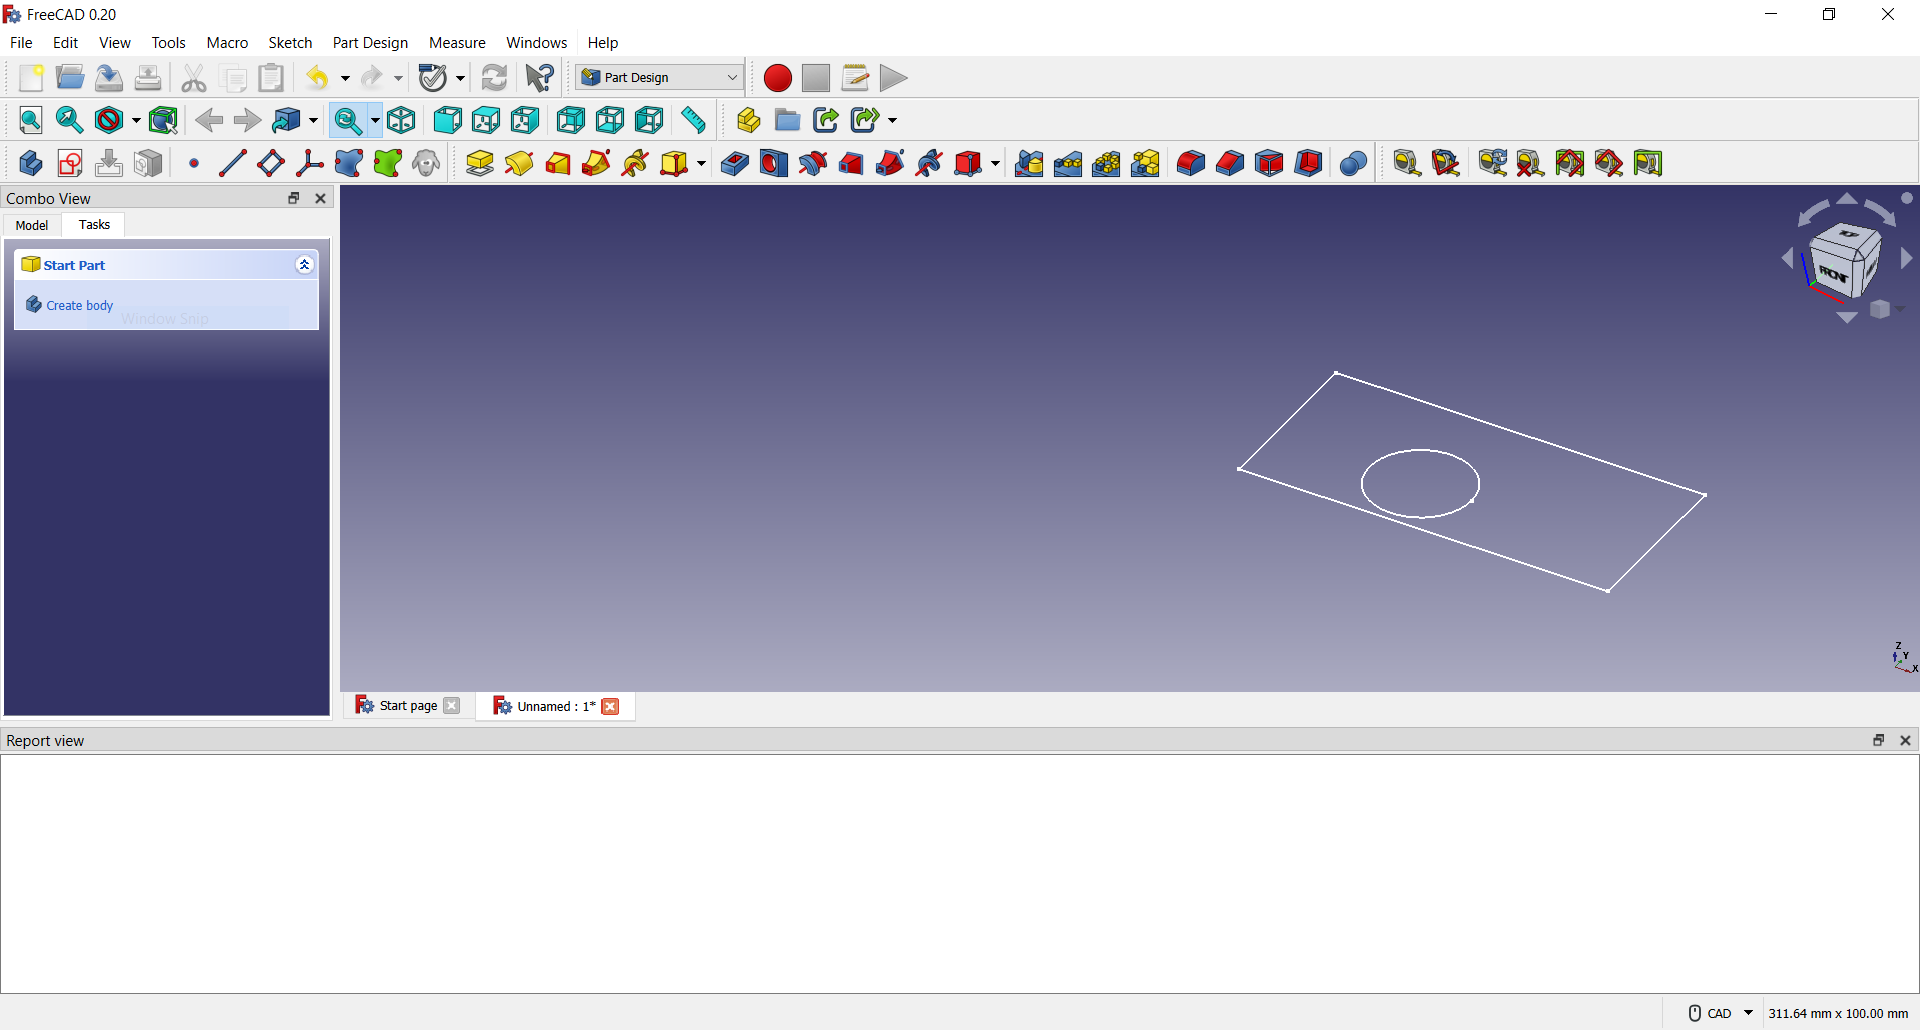 FreeCAD 0.20
File Edit View Tools Macro Sketch Part Design Measure Windows Help
Part Design
Combo View
Model Tasks
Start Part
Create body
Window Snip
TOP
FRONT
Z
Y
X
Start page Unnamed : 1*
Report view
CAD 311.64 mm x 100.00 mm